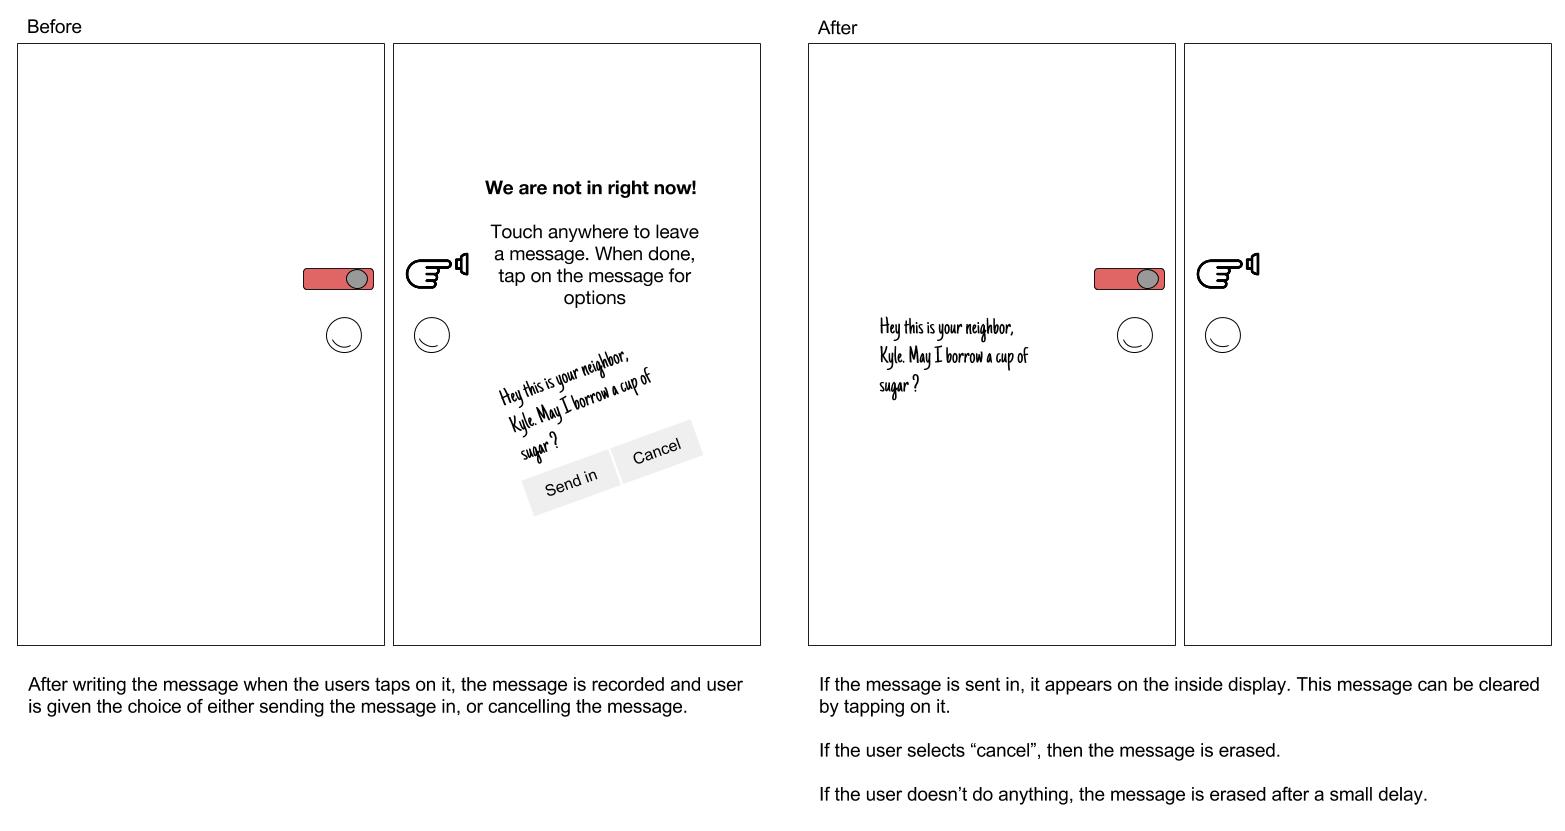 Before
We are not in right now!
Touch anywhere to leave
a message. When done,
tap on the message for
options
Hey this is your neighbor,
Kyle. May I borrow a cup of
sugar ?
Send in
Cancel
After writing the message when the users taps on it, the message is recorded and user
is given the choice of either sending the message in, or cancelling the message.
After
Hey this is your neighbor,
Kyle. May I borrow a cup of
sugar ?
If the message is sent in, it appears on the inside display. This message can be cleared
by tapping on it.
If the user selects “cancel”, then the message is erased.
If the user doesn’t do anything, the message is erased after a small delay.